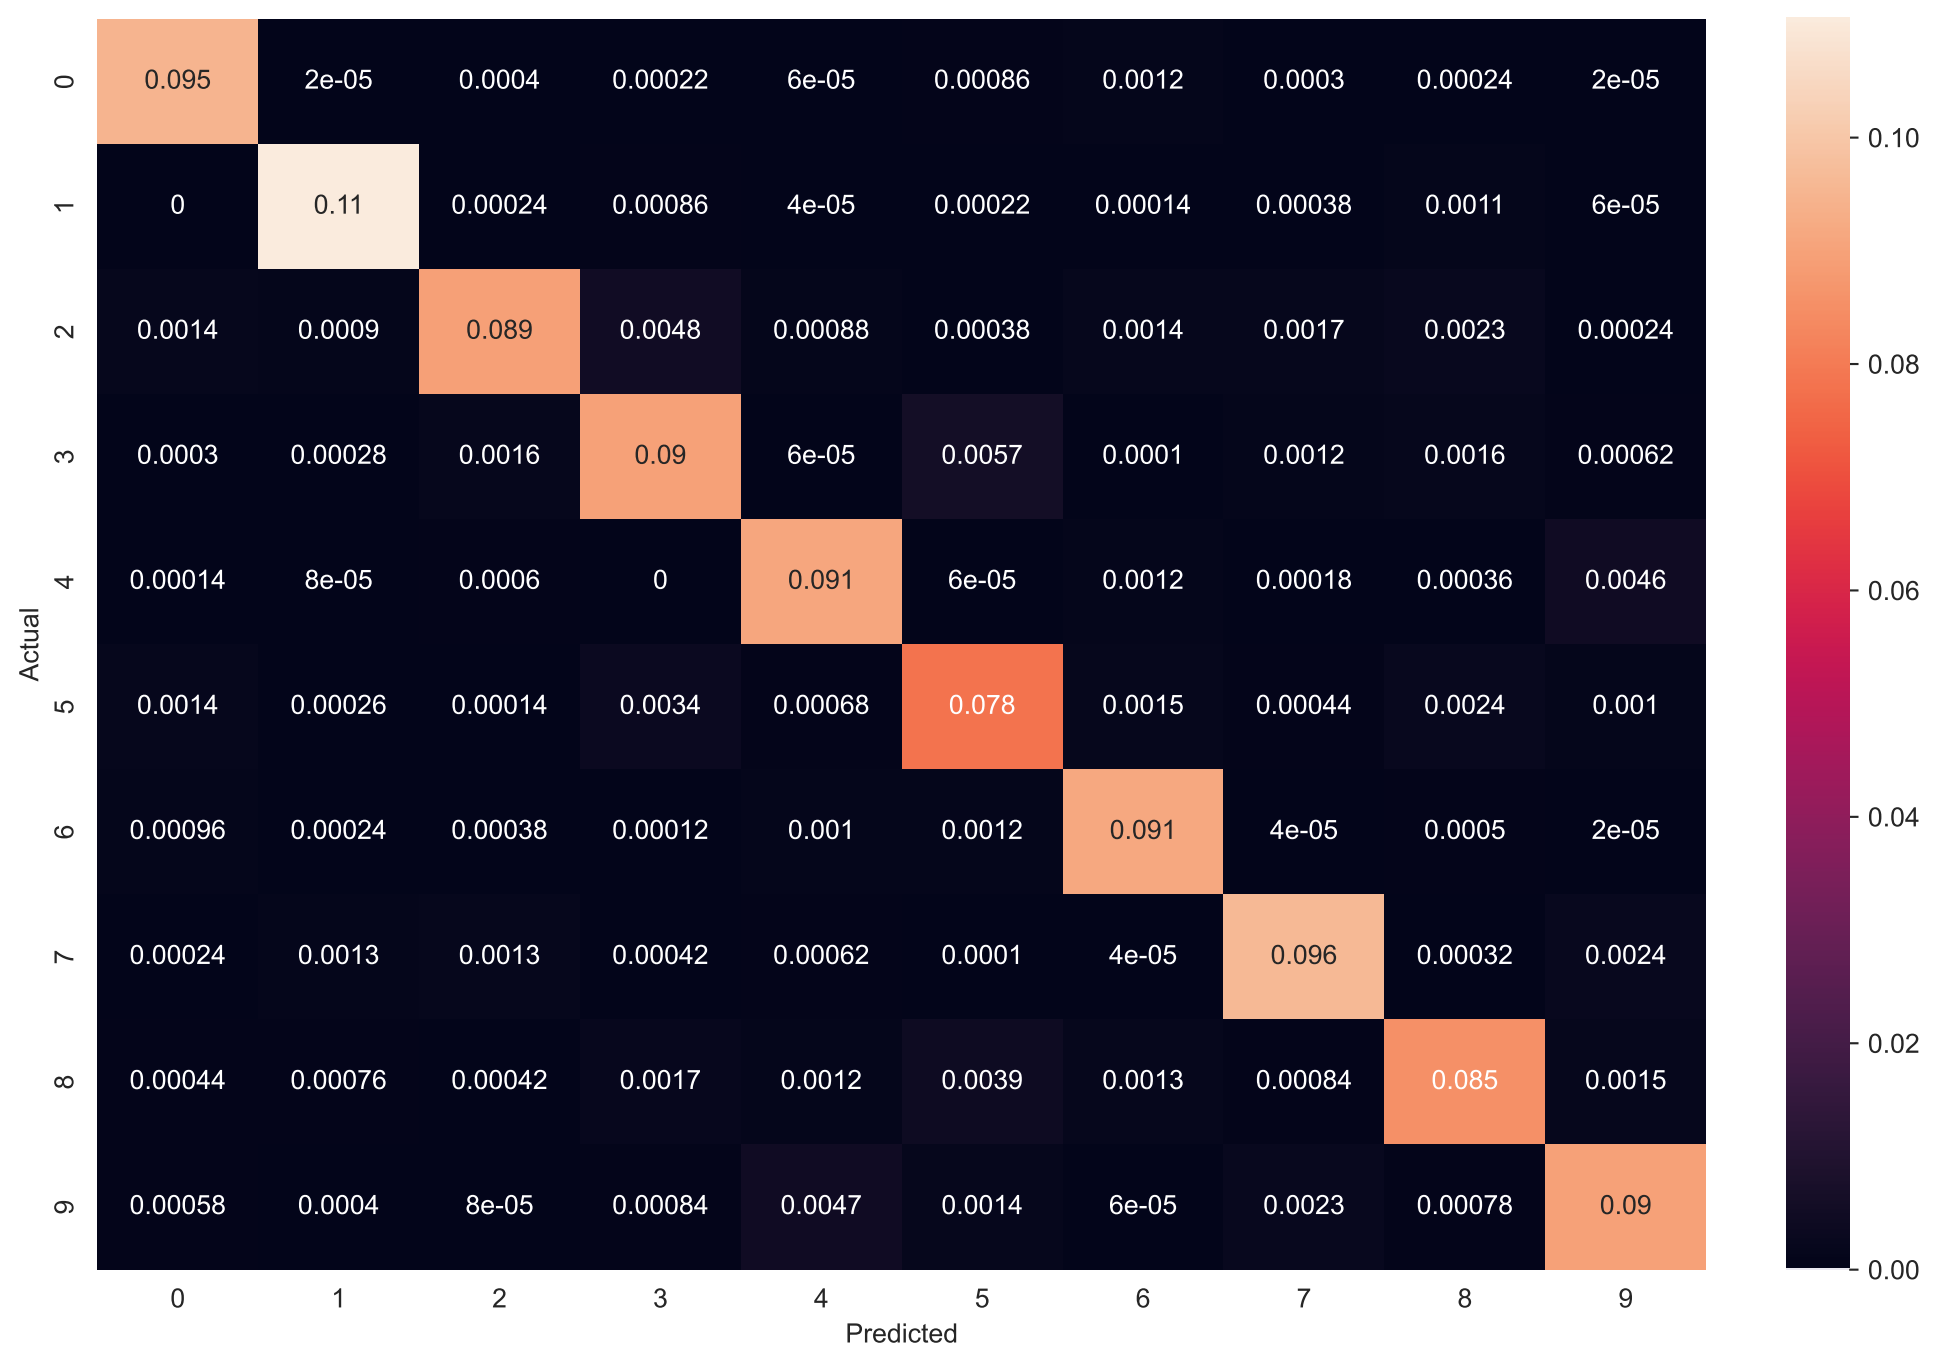 0 0.095 2e-05 0.0004 0.00022 6e-05 0.00086 0.0012 0.0003 0.00024 2e-05
1 0 0.11 0.00024 0.00086 4e-05 0.00022 0.00014 0.00038 0.0011 6e-05
2 0.0014 0.0009 0.089 0.0048 0.00088 0.00038 0.0014 0.0017 0.0023 0.00024
3 0.0003 0.00028 0.0016 0.09 6e-05 0.0057 0.0001 0.0012 0.0016 0.00062
4 0.00014 8e-05 0.0006 0 0.091 6e-05 0.0012 0.00018 0.00036 0.0046
Actual
5 0.0014 0.00026 0.00014 0.0034 0.00068 0.078 0.0015 0.00044 0.0024 0.001
6 0.00096 0.00024 0.00038 0.00012 0.001 0.0012 0.091 4e-05 0.0005 2e-05
7 0.00024 0.0013 0.0013 0.00042 0.00062 0.0001 4e-05 0.096 0.00032 0.0024
8 0.00044 0.00076 0.00042 0.0017 0.0012 0.0039 0.0013 0.00084 0.085 0.0015
9 0.00058 0.0004 8e-05 0.00084 0.0047 0.0014 6e-05 0.0023 0.00078 0.09
0 1 2 3 4 5 6 7 8 9
Predicted
0.10
0.08
0.06
0.04
0.02
0.00